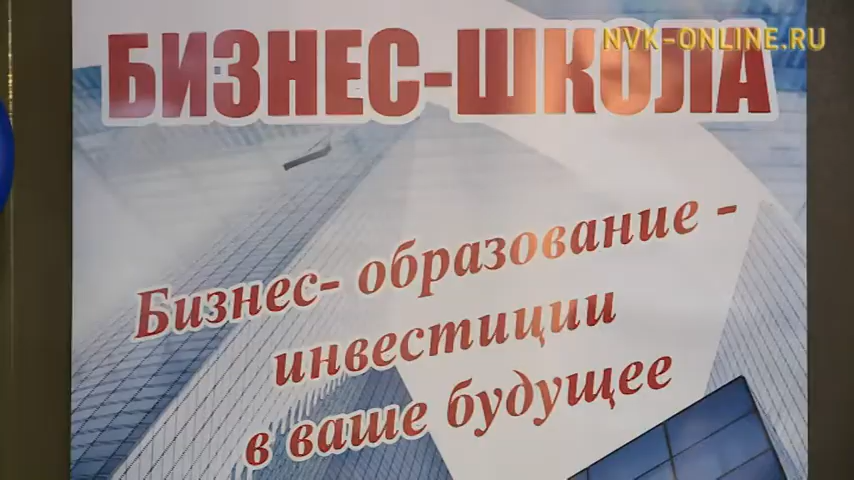 NVK-ONLINE.RU
БИЗНЕС-ШКОЛА
Бизнес- образование -
инвестиции
в ваше будущее